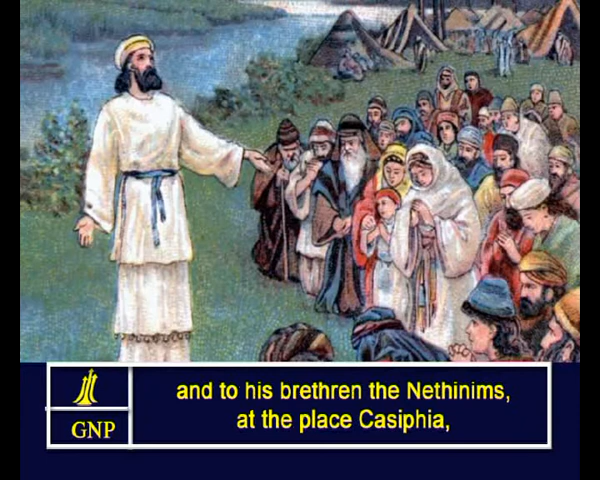 and to his brethren the Nethinims,
at the place Casiphia,
GNP